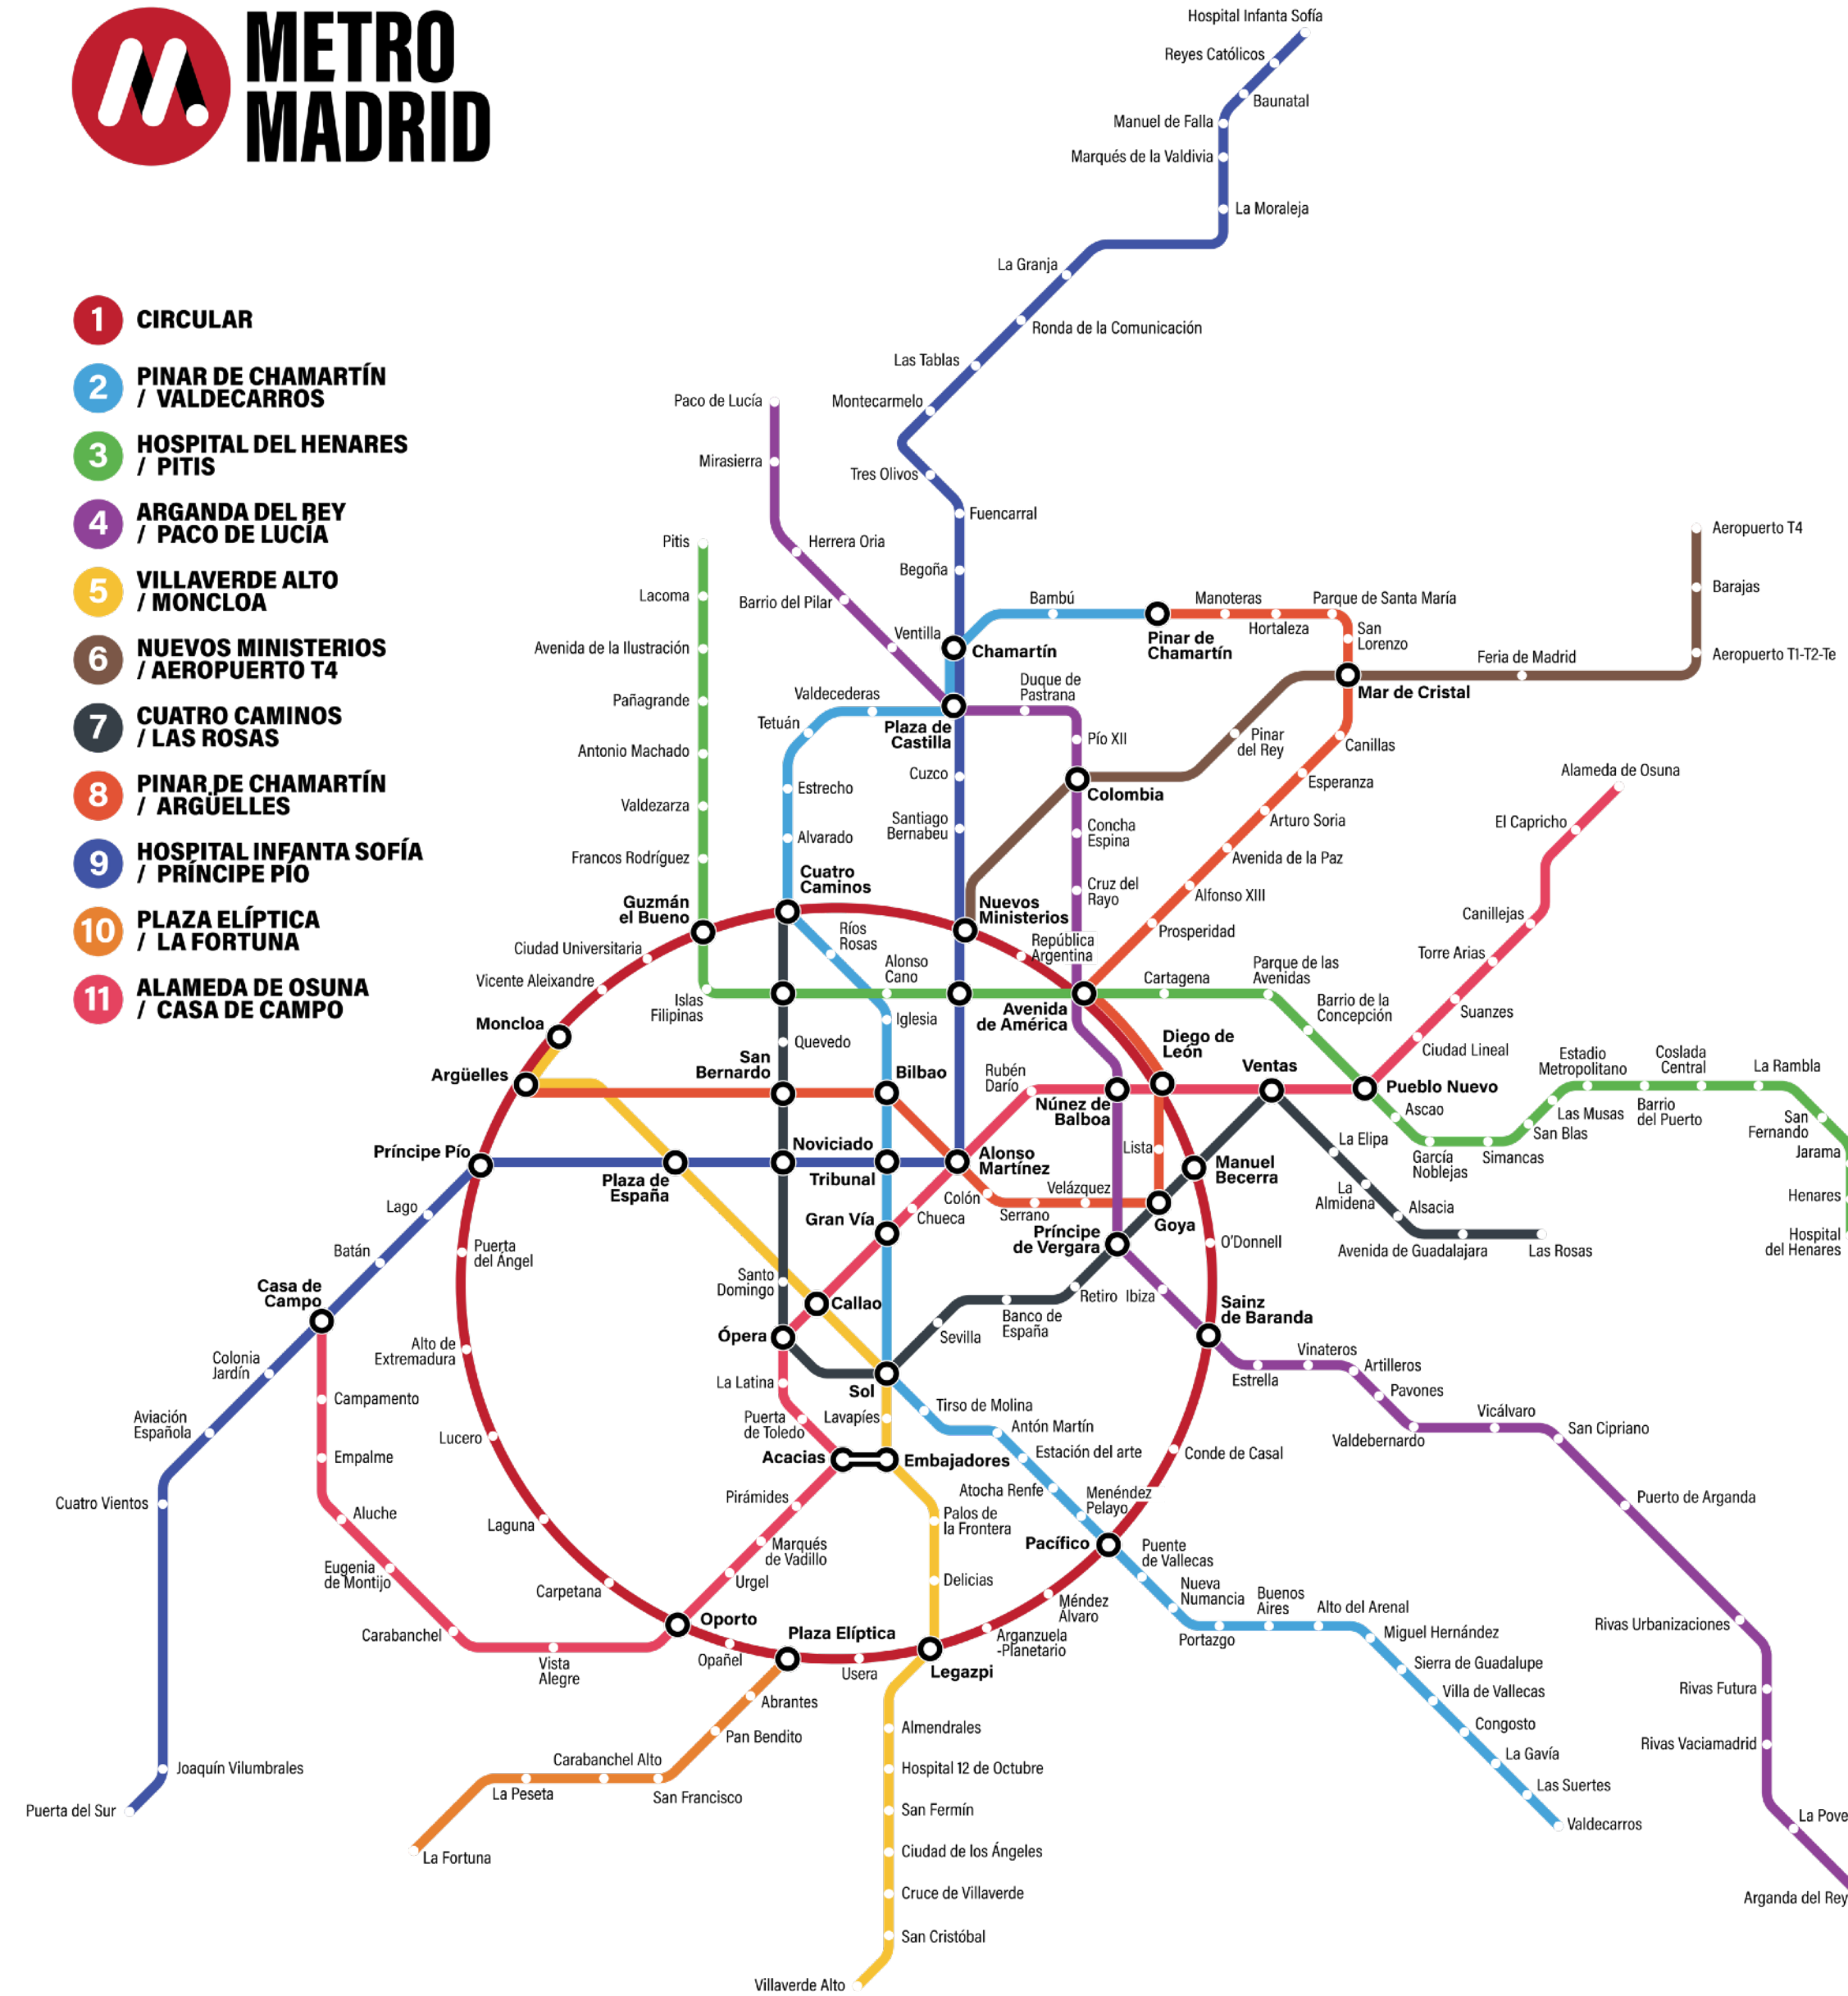 METRO
MADRID
1 CIRCULAR
2 PINAR DE CHAMARTÍN
/ VALDECARROS
3 HOSPITAL DEL HENARES
/ PITIS
4 ARGANDA DEL REY
/ PACO DE LUCÍA
5 VILLAVERDE ALTO
/ MONCLOA
6 NUEVOS MINISTERIOS
/ AEROPUERTO T4
7 CUATRO CAMINOS
/ LAS ROSAS
8 PINAR DE CHAMARTÍN
/ ARGÜELLES
9 HOSPITAL INFANTA SOFÍA
/ PRÍNCIPE PÍO
10 PLAZA ELÍPTICA
/ LA FORTUNA
11 ALAMEDA DE OSUNA
/ CASA DE CAMPO
Hospital Infanta Sofía
Reyes Católicos
Baunatal
Manuel de Falla
Marqués de la Valdivia
La Moraleja
La Granja
Ronda de la Comunicación
Las Tablas
Montecarmelo
Tres Olivos
Fuencarral
Begoña
Paco de Lucía
Mirasierra
Herrera Oria
Barrio del Pilar
Ventilla
Chamartín
Bambú
Pinar de
Chamartín
Manoteras
Hortaleza
Parque de Santa María
San
Lorenzo
Mar de Cristal
Feria de Madrid
Aeropuerto T4
Barajas
Aeropuerto T1-T2-Te
Pitis
Lacoma
Avenida de la Ilustración
Pañagrande
Antonio Machado
Valdezarza
Francos Rodríguez
Guzmán
el Bueno
Valdecederas
Tetuán
Estrecho
Alvarado
Cuatro
Caminos
Plaza de
Castilla
Duque de
Pastrana
Pío XII
Colombia
Cuzco
Santiago
Bernabeu
Concha
Espina
Cruz del
Rayo
Pinar
del Rey
Canillas
Esperanza
Arturo Soria
Avenida de la Paz
Alfonso XIII
Prosperidad
Alameda de Osuna
El Capricho
Canillejas
Torre Arias
Suanzes
Ciudad Lineal
Nuevos
Ministerios
República
Argentina
Ciudad Universitaria
Vicente Aleixandre
Moncloa
Argüelles
Islas
Filipinas
Ríos
Rosas
Alonso
Cano
Iglesia
Quevedo
Avenida
de América
Cartagena
Parque de las
Avenidas
Barrio de la
Concepción
Diego de
León
Ventas
Pueblo Nuevo
Ascao
García
Noblejas
Simancas
San Blas
Las Musas
Estadio
Metropolitano
Barrio
del Puerto
Coslada
Central
La Rambla
San
Fernando
Jarama
Henares
Hospital
del Henares
San
Bernardo
Bilbao
Rubén
Darío
Núnez de
Balboa
Lista
Manuel
Becerra
La Elipa
La
Almidena
Alsacia
Avenida de Guadalajara
Las Rosas
Príncipe Pío
Plaza de
España
Noviciado
Tribunal
Alonso
Martínez
Colón
Serrano
Velázquez
Goya
Chueca
Gran Vía
Príncipe
de Vergara
O'Donnell
Lago
Batán
Casa de
Campo
Puerta
del Ángel
Santo
Domingo
Callao
Ópera
Sevilla
Banco de
España
Retiro
Ibiza
Sainz
de Baranda
Estrella
Vinateros
Artilleros
Pavones
Valdebernardo
Vicálvaro
San Cipriano
Puerto de Arganda
Rivas Urbanizaciones
Rivas Futura
Rivas Vaciamadrid
La Pove
Arganda del Rey
Colonia
Jardín
Aviación
Española
Cuatro Vientos
Joaquín Vilumbrales
Puerta del Sur
Campamento
Empalme
Aluche
Eugenia
de Montijo
Carabanchel
Vista
Alegre
Alto de
Extremadura
Lucero
Laguna
Carpetana
Oporto
Opañel
Plaza Elíptica
Usera
Legazpi
Arganzuela
-Planetario
Méndez
Álvaro
Pacífico
Conde de Casal
La Latina
Puerta
de Toledo
Acacias
Pirámides
Marqués
de Vadillo
Urgel
Sol
Lavapíes
Embajadores
Palos de
la Frontera
Delicias
Tirso de Molina
Antón Martín
Estación del arte
Atocha Renfe
Menéndez
Pelayo
Puente
de Vallecas
Nueva
Numancia
Portazgo
Buenos
Aires
Alto del Arenal
Miguel Hernández
Sierra de Guadalupe
Villa de Vallecas
Congosto
La Gavía
Las Suertes
Valdecarros
Abrantes
Pan Bendito
San Francisco
Carabanchel Alto
La Peseta
La Fortuna
Almendrales
Hospital 12 de Octubre
San Fermín
Ciudad de los Ángeles
Cruce de Villaverde
San Cristóbal
Villaverde Alto